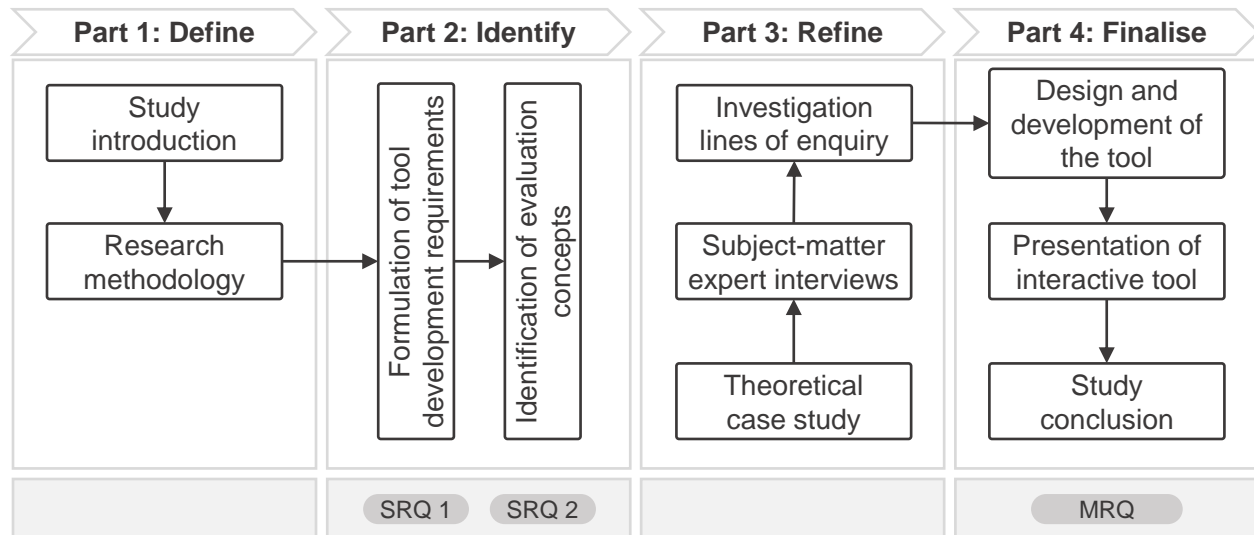 Part 1: Define
Part 2: Identify
Part 3: Refine
Part 4: Finalise
Study
introduction
Research
methodology
Formulation of tool
development requirements
Identification of evaluation
concepts
Investigation
lines of enquiry
Subject-matter
expert interviews
Theoretical
case study
Design and
development of
the tool
Presentation of
interactive tool
Study
conclusion
SRQ 1
SRQ 2
MRQ